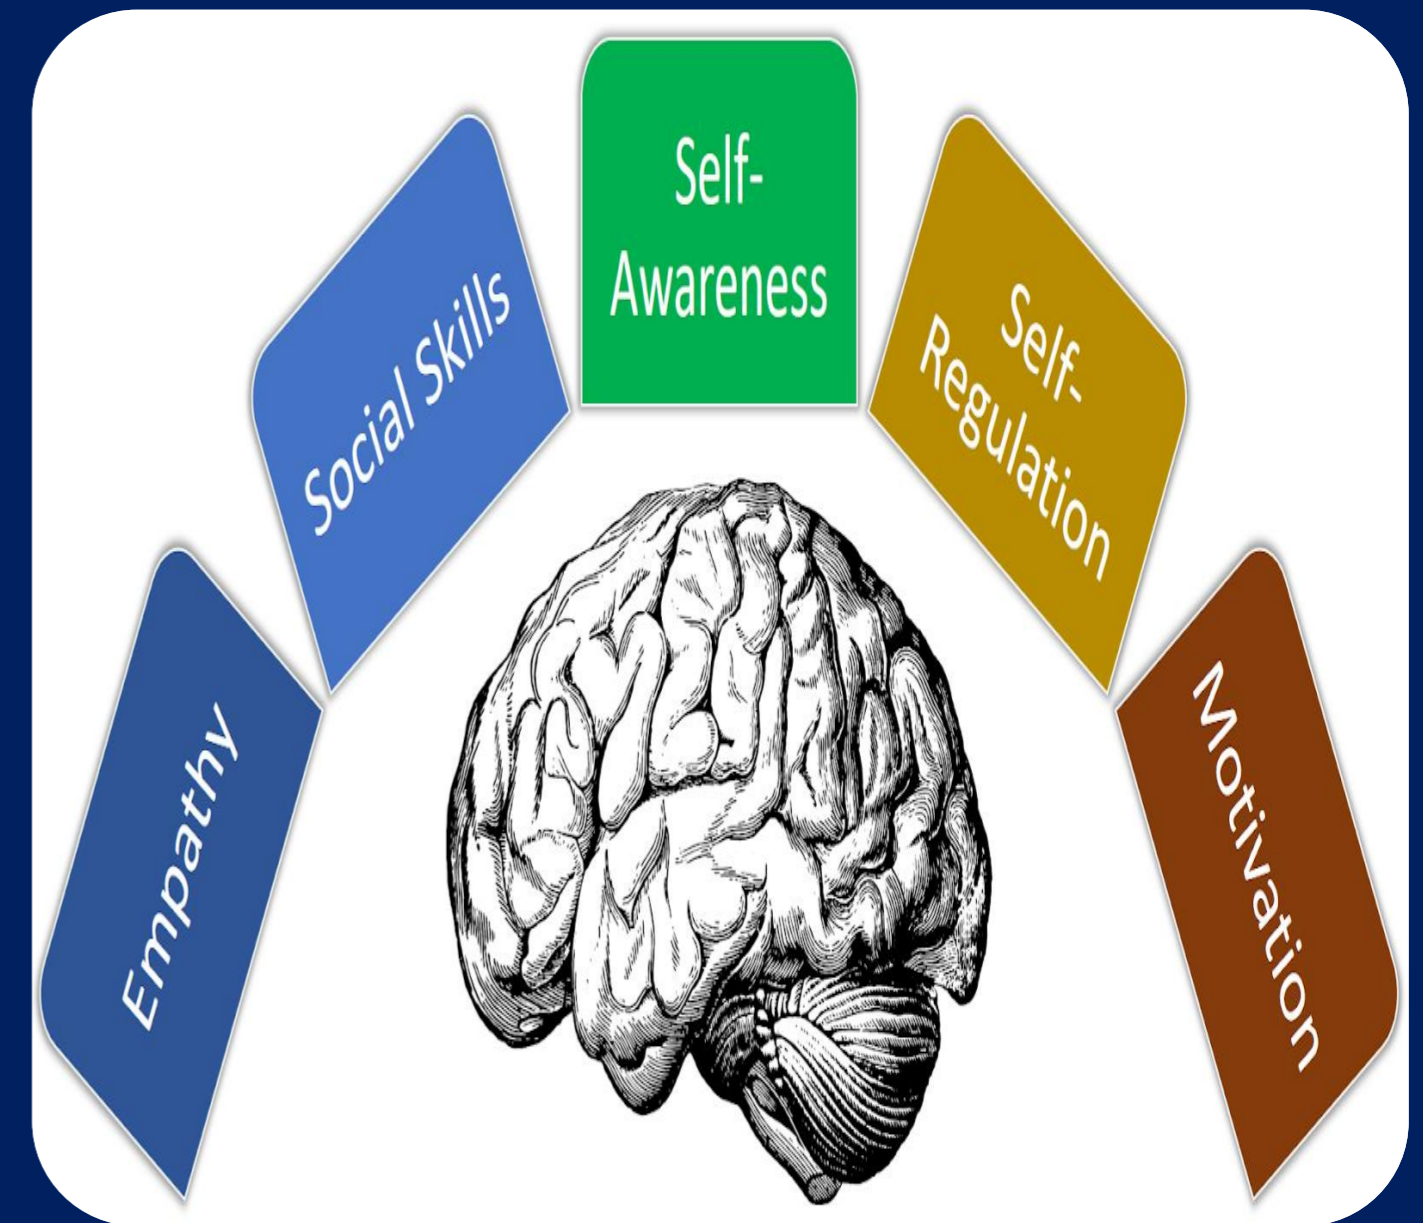 Empathy
Social Skills
Self-
Awareness
Self-
Regulation
Motivation